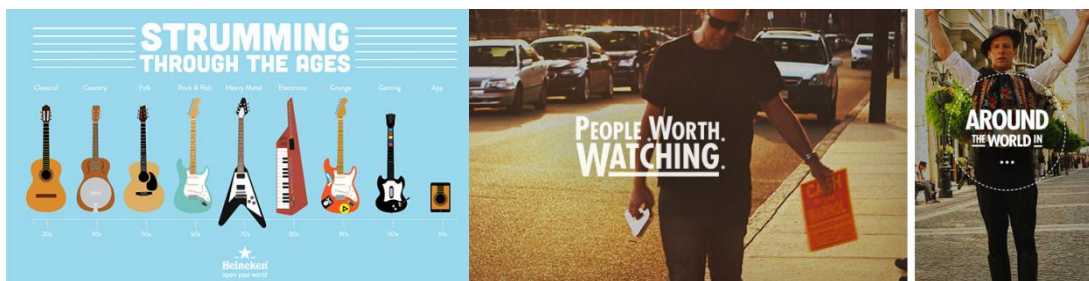 STRUMMING
THROUGH THE AGES
Classical Country Folk Rock & Roll Heavy Metal Electronic Grunge Gaming App
30s 40s 50s 60s 70s 80s 90s 00s 10s
Heineken
open your world
PEOPLE WORTH
WATCHING.
AROUND
THE WORLD IN
...